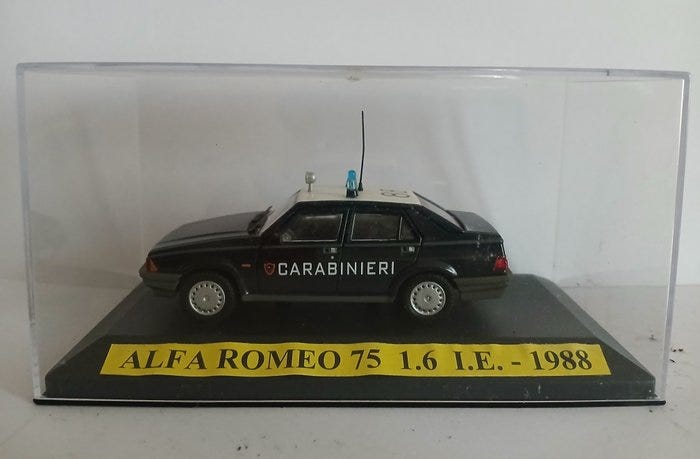 CARABINIERI
ALFA ROMEO 75 1.6 I.E. - 1988